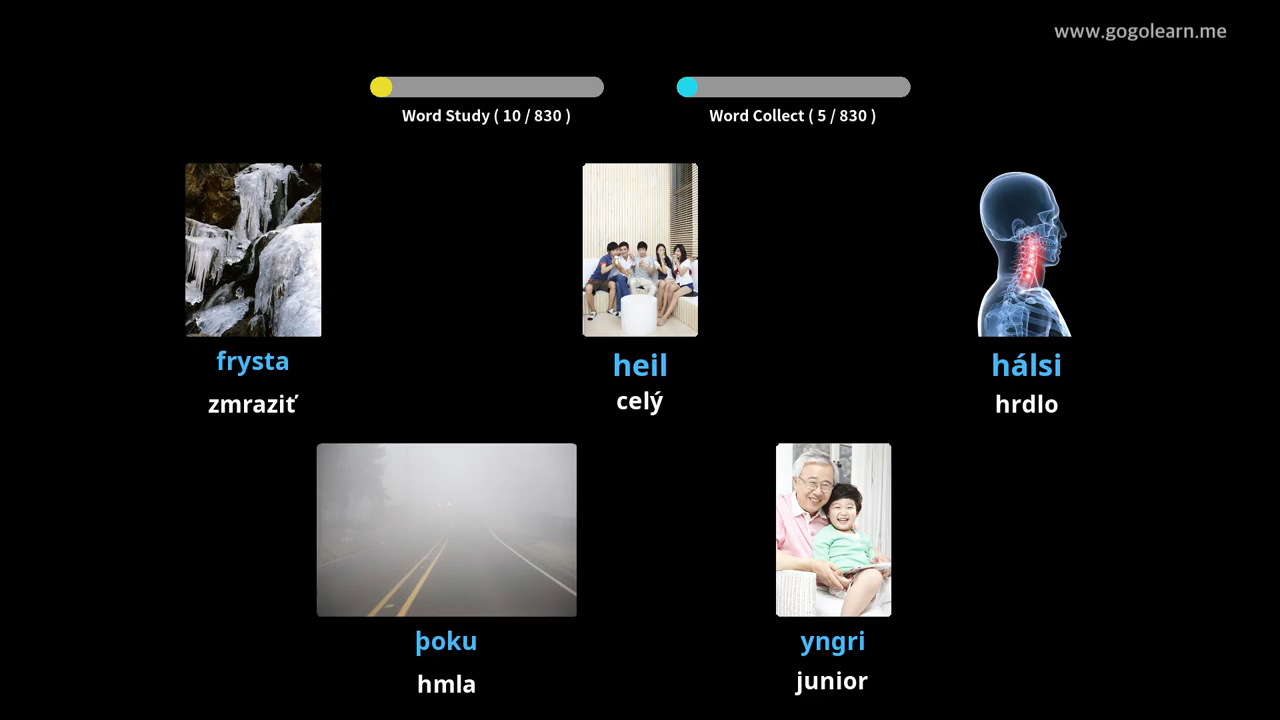 www.gogolearn.me
Word Study ( 10 / 830 )
Word Collect ( 5 / 830 )
frysta
zmraziť
heil
celý
hálsi
hrdlo
þoku
hmla
yngri
junior